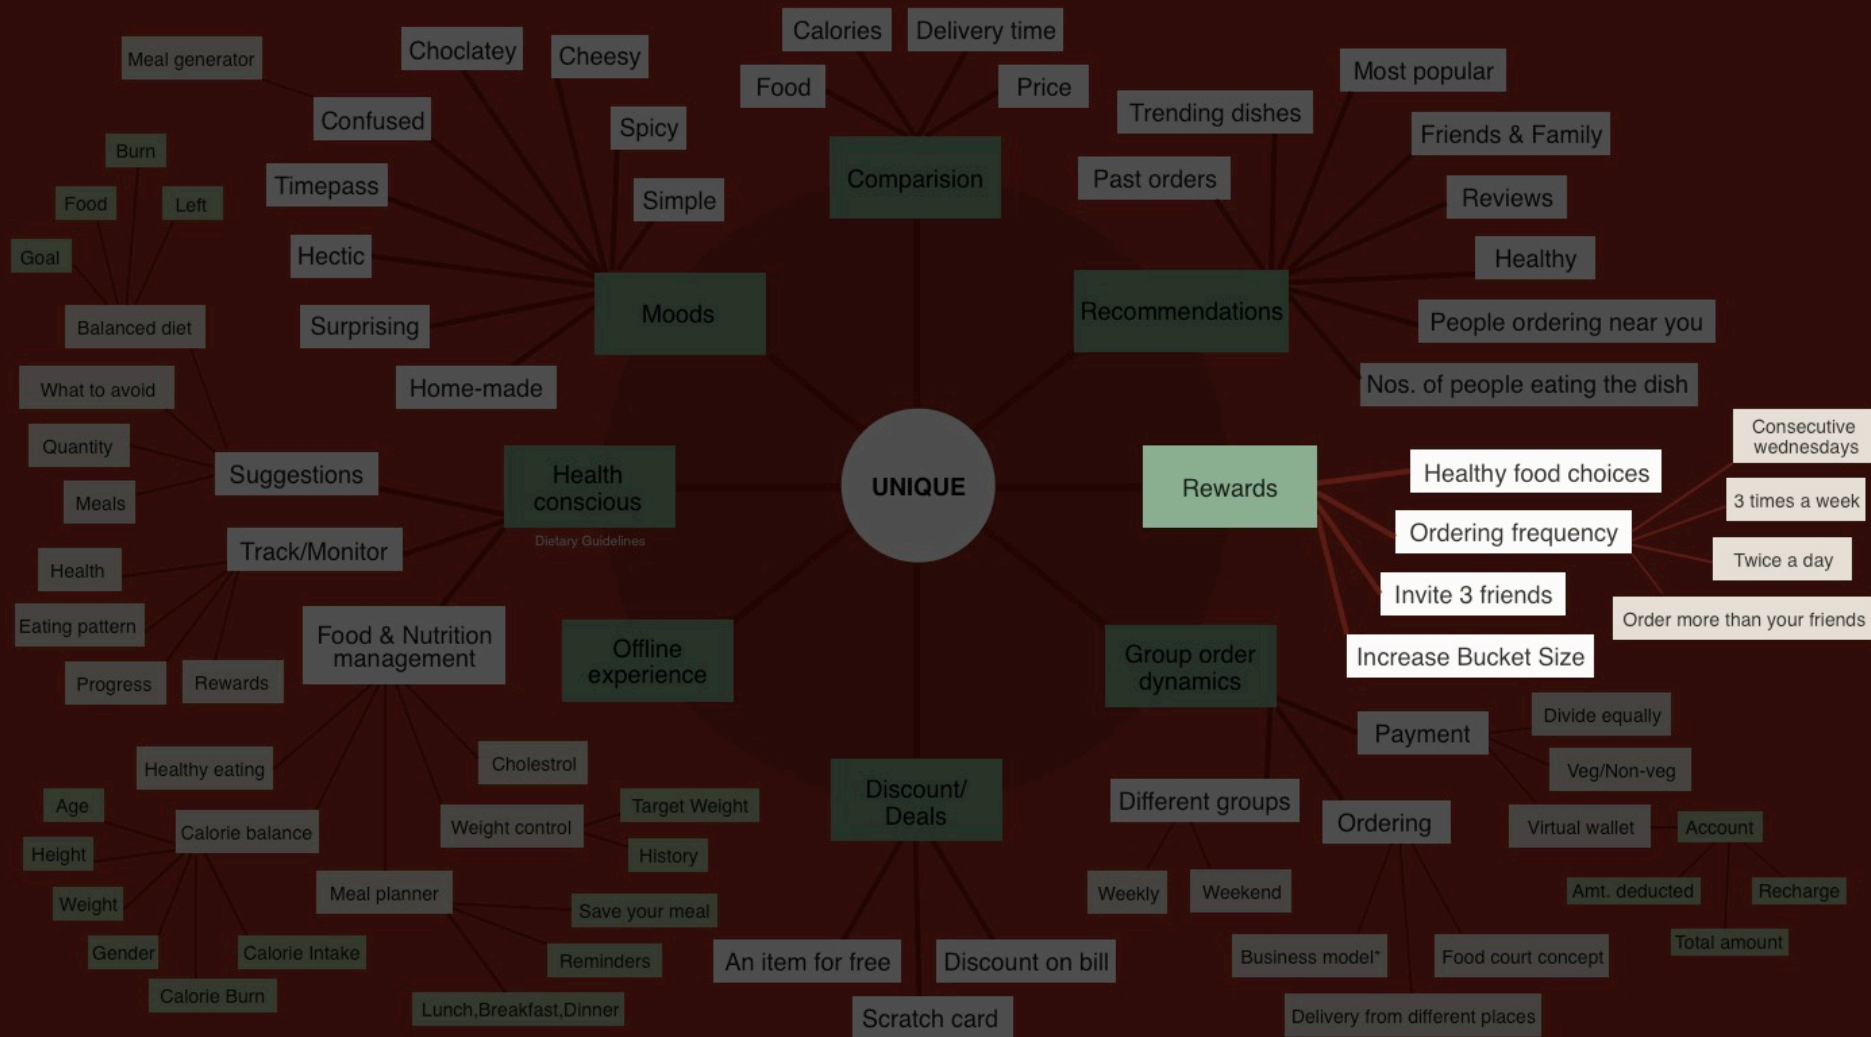 UNIQUE
Comparision
Calories
Delivery time
Food
Price
Recommendations
Past orders
Trending dishes
Most popular
Friends & Family
Reviews
Healthy
People ordering near you
Nos. of people eating the dish
Rewards
Healthy food choices
Ordering frequency
Consecutive
wednesdays
3 times a week
Twice a day
Order more than your friends
Invite 3 friends
Increase Bucket Size
Group order
dynamics
Payment
Divide equally
Veg/Non-veg
Virtual wallet
Account
Amt. deducted
Recharge
Total amount
Different groups
Weekly
Weekend
Ordering
Business model*
Food court concept
Delivery from different places
Discount/
Deals
An item for free
Discount on bill
Scratch card
Offline
experience
Health
conscious
Dietary Guidelines
Suggestions
Balanced diet
Goal
Food
Burn
Left
What to avoid
Quantity
Meals
Track/Monitor
Health
Eating pattern
Progress
Rewards
Food & Nutrition
management
Healthy eating
Calorie balance
Age
Height
Weight
Gender
Calorie Burn
Calorie Intake
Meal planner
Save your meal
Reminders
Lunch,Breakfast,Dinner
Weight control
Target Weight
History
Cholestrol
Moods
Meal generator
Confused
Choclatey
Cheesy
Spicy
Simple
Timepass
Hectic
Surprising
Home-made